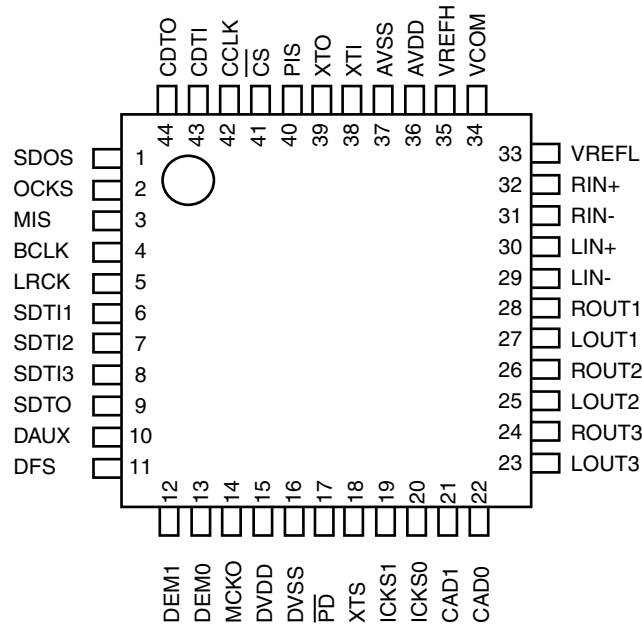 CDTO CDTI CCLK CS PIS XTO XTI AVSS AVDD VREFH VCOM
44 43 42 41 40 39 38 37 36 35 34
SDOS 1 33 VREFL
OCKS 2 32 RIN+
MIS 3 31 RIN-
BCLK 4 30 LIN+
LRCK 5 29 LIN-
SDTI1 6 28 ROUT1
SDTI2 7 27 LOUT1
SDTI3 8 26 ROUT2
SDTO 9 25 LOUT2
DAUX 10 24 ROUT3
DFS 11 23 LOUT3
12 13 14 15 16 17 18 19 20 21 22
DEM1 DEM0 MCKO DVDD DVSS PD XTS ICKS1 ICKS0 CAD1 CAD0